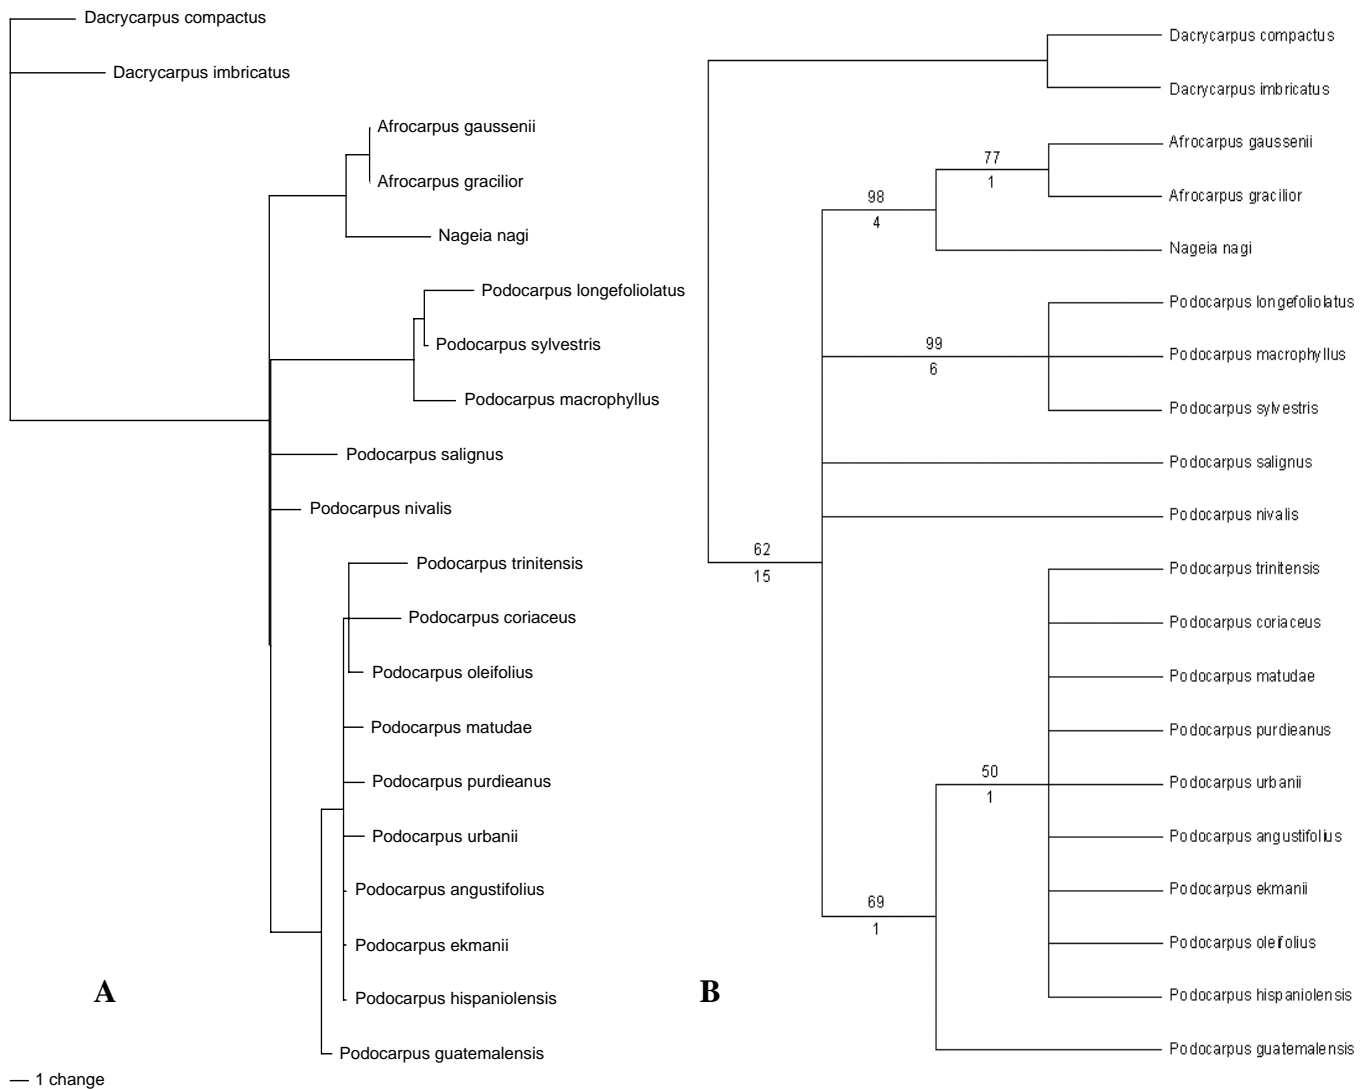 Dacrycarpus compactus
Dacrycarpus imbricatus
Afrocarpus gaussenii
Afrocarpus gracilior
Nageia nagi
Podocarpus longefoliolatus
Podocarpus sylvestris
Podocarpus macrophyllus
Podocarpus salignus
Podocarpus nivalis
Podocarpus trinitensis
Podocarpus coriaceus
Podocarpus oleifolius
Podocarpus matudae
Podocarpus purdieanus
Podocarpus urbanii
Podocarpus angustifolius
Podocarpus ekmanii
Podocarpus hispaniolensis
Podocarpus guatemalensis
A
1 change
Dacrycarpus compactus
Dacrycarpus imbricatus
Afrocarpus gaussenii
77
1
Afrocarpus gracilior
98
4
Nageia nagi
Podocarpus longefoliolatus
99
6
Podocarpus macrophyllus
Podocarpus sylvestris
Podocarpus salignus
Podocarpus nivalis
62
15
Podocarpus trinitensis
Podocarpus coriaceus
Podocarpus matudae
Podocarpus purdieanus
50
1
Podocarpus urbanii
Podocarpus angustifolius
69
1
Podocarpus ekmanii
Podocarpus oleifolius
Podocarpus hispaniolensis
Podocarpus guatemalensis
B